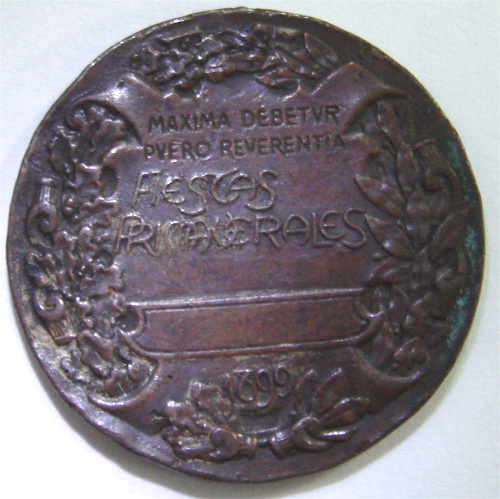 MAXIMA DEBETVR
PVERO REVERENTIA
FIESTAS
PRIMAVERALES
1899